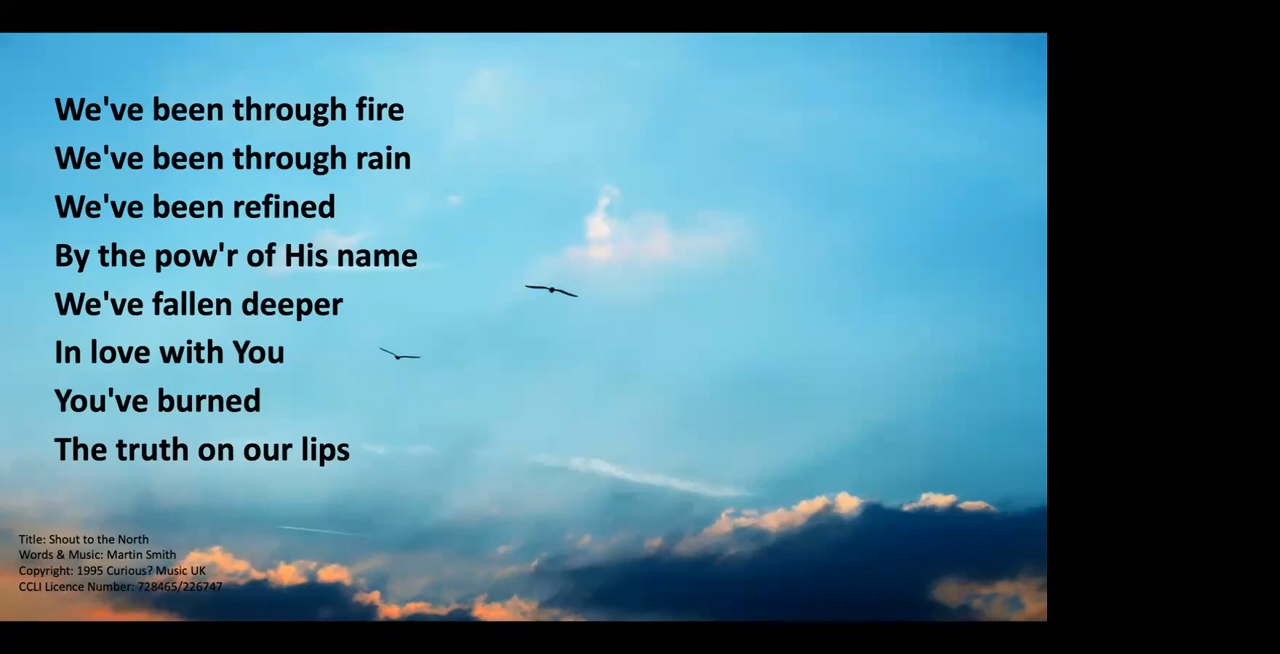 We've been through fire
We've been through rain
We've been refined
By the pow'r of His name
We've fallen deeper
In love with You
You've burned
The truth on our lips
Title: Shout to the North
Words & Music: Martin Smith
Copyright: 1995 Curious? Music UK
CCLI Licence Number: 728465/226747